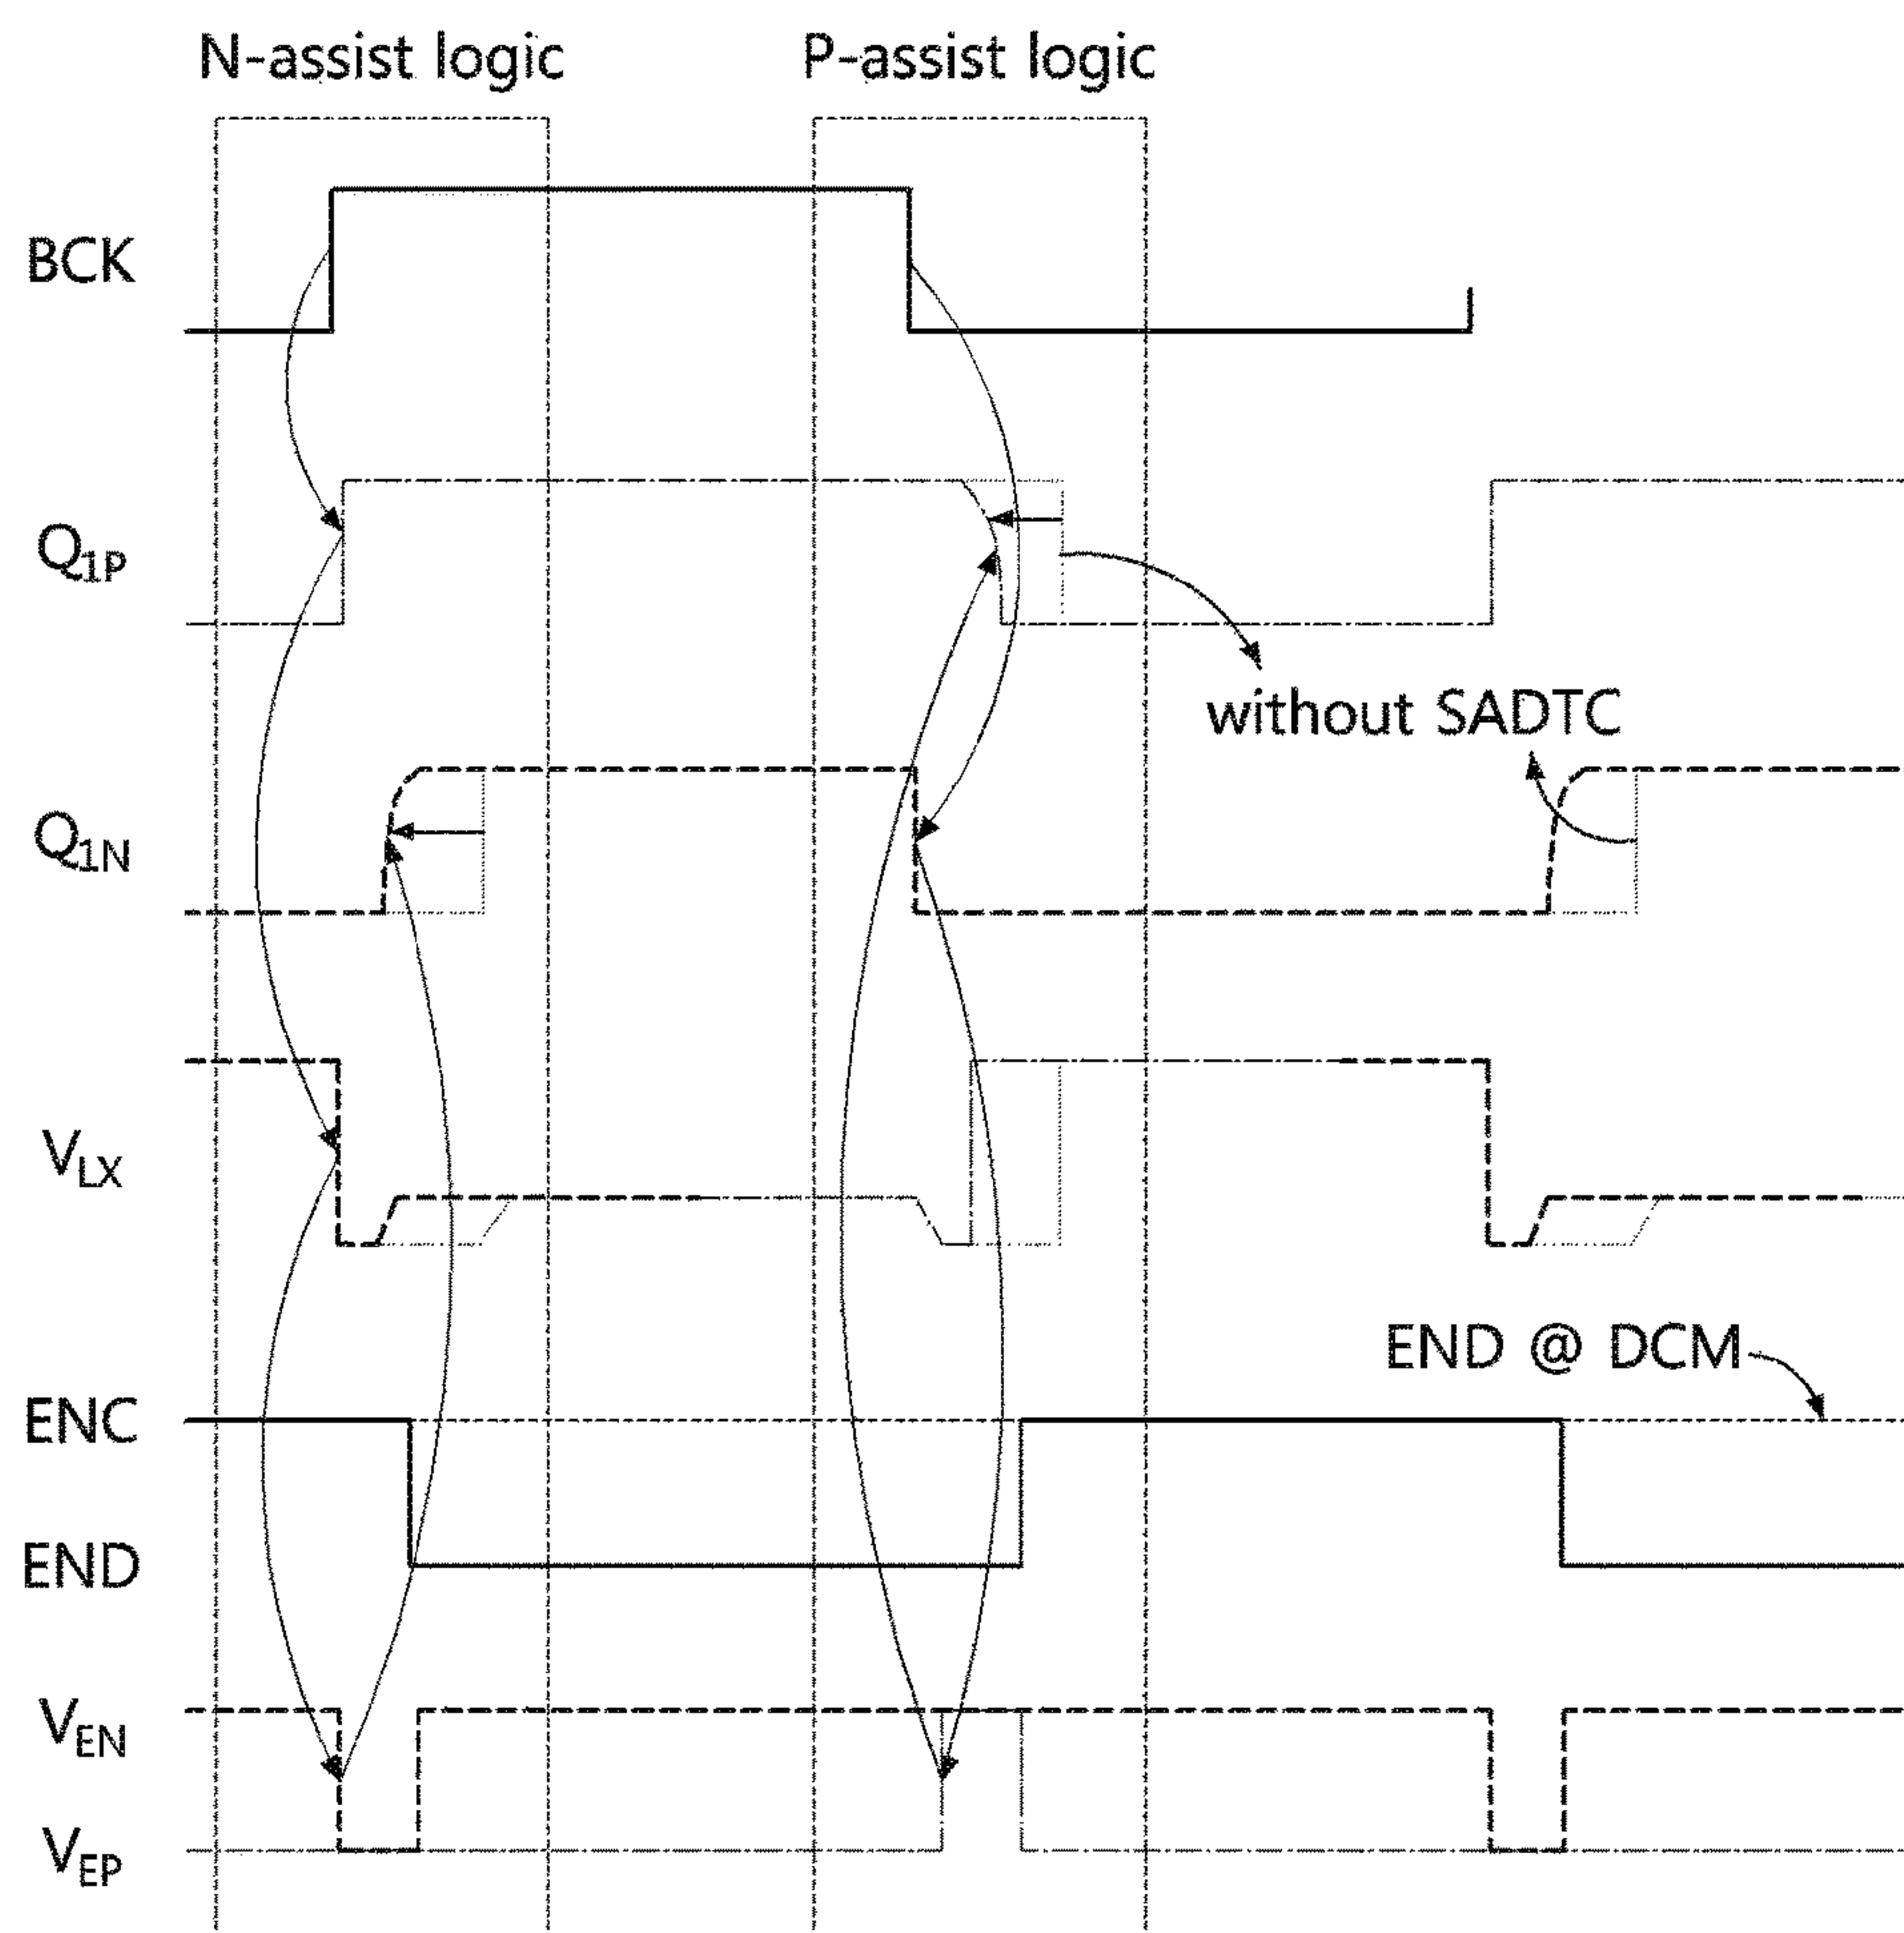 N-assist logic P-assist logic
BCK
Q1P
without SADTC
Q1N
VLX
END @ DCM
ENC
END
VEN
VEP